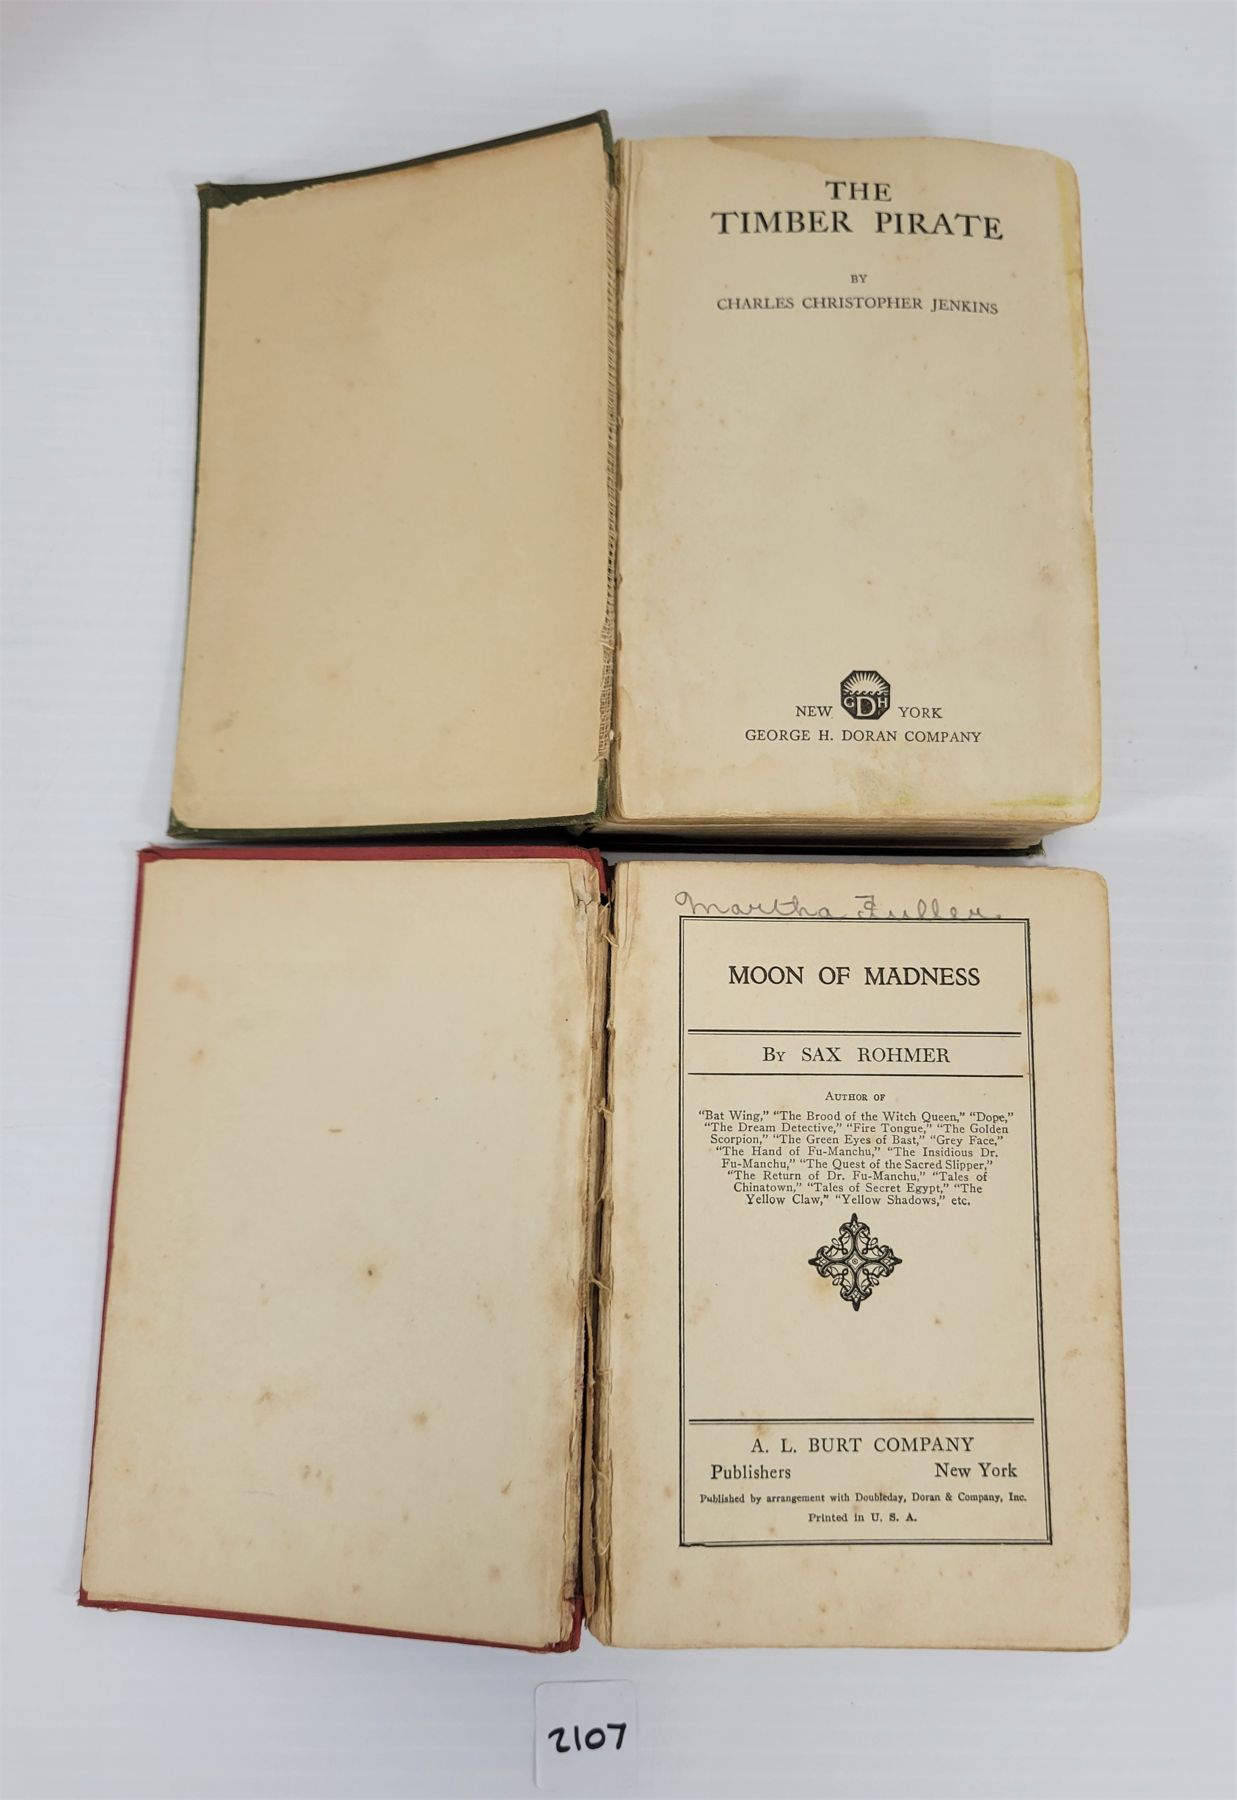 THE
TIMBER PIRATE
BY
CHARLES CHRISTOPHER JENKINS
NEW GDH YORK
GEORGE H. DORAN COMPANY
Martha Fuller
MOON OF MADNESS
By SAX ROHMER
AUTHOR OF
"Bat Wing," "The Brood of the Witch Queen," "Dope,"
"The Dream Detective," "Fire Tongue," "The Golden
Scorpion," "The Green Eyes of Bast," "Grey Face,"
"The Hand of Fu-Manchu," "The Insidious Dr.
Fu-Manchu," "The Quest of the Sacred Slipper,"
"The Return of Dr. Fu-Manchu," "Tales of
Chinatown," "Tales of Secret Egypt," "The
Yellow Claw," "Yellow Shadows," etc.
A. L. BURT COMPANY
Publishers New York
Published by arrangement with Doubleday, Doran & Company, Inc.
Printed in U. S. A.
2107